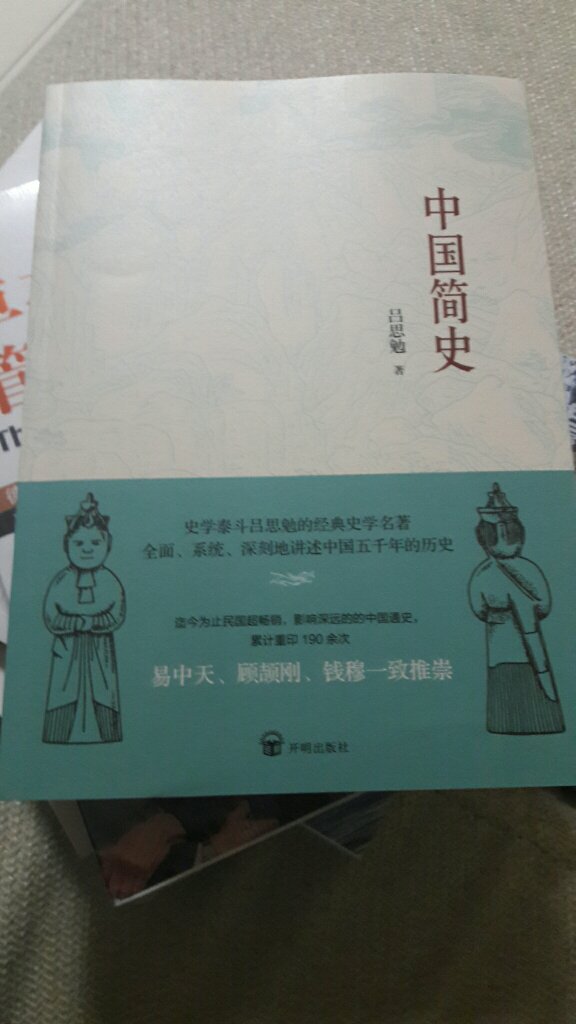 中国简史
吕思勉 著
史学泰斗吕思勉的经典史学名著
全面、系统、深刻地讲述中国五千年的历史
迄今为止民国超畅销，影响深远的的中国通史，
累计重印190余次
易中天、顾颉刚、钱穆一致推崇
开明出版社
管
Th